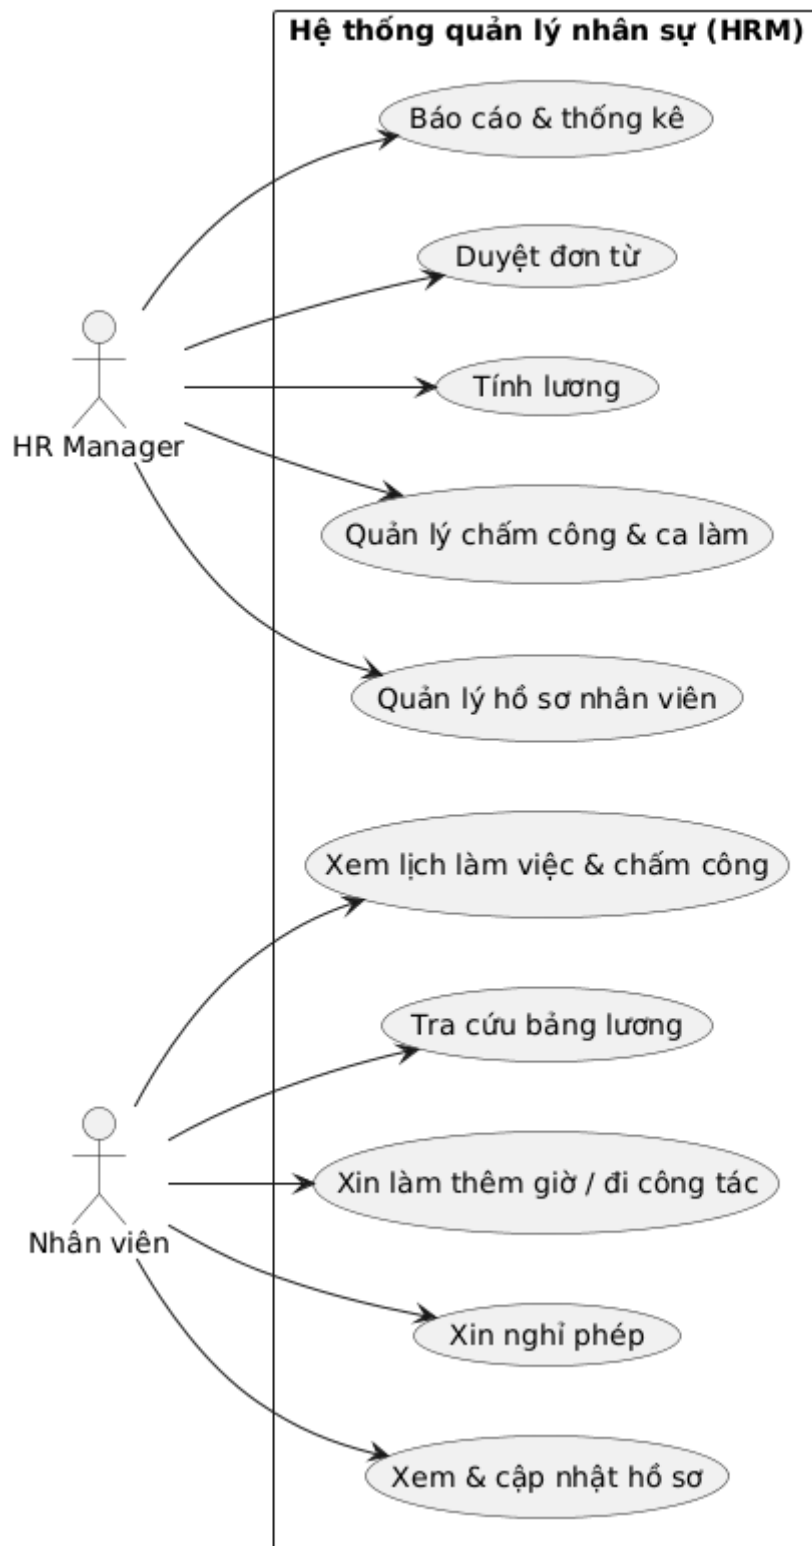 Hệ thống quản lý nhân sự (HRM)
Báo cáo & thống kê
Duyệt đơn từ
Tính lương
HR Manager
Quản lý chấm công & ca làm
Quản lý hồ sơ nhân viên
Xem lịch làm việc & chấm công
Tra cứu bảng lương
Xin làm thêm giờ / đi công tác
Nhân viên
Xin nghỉ phép
Xem & cập nhật hồ sơ